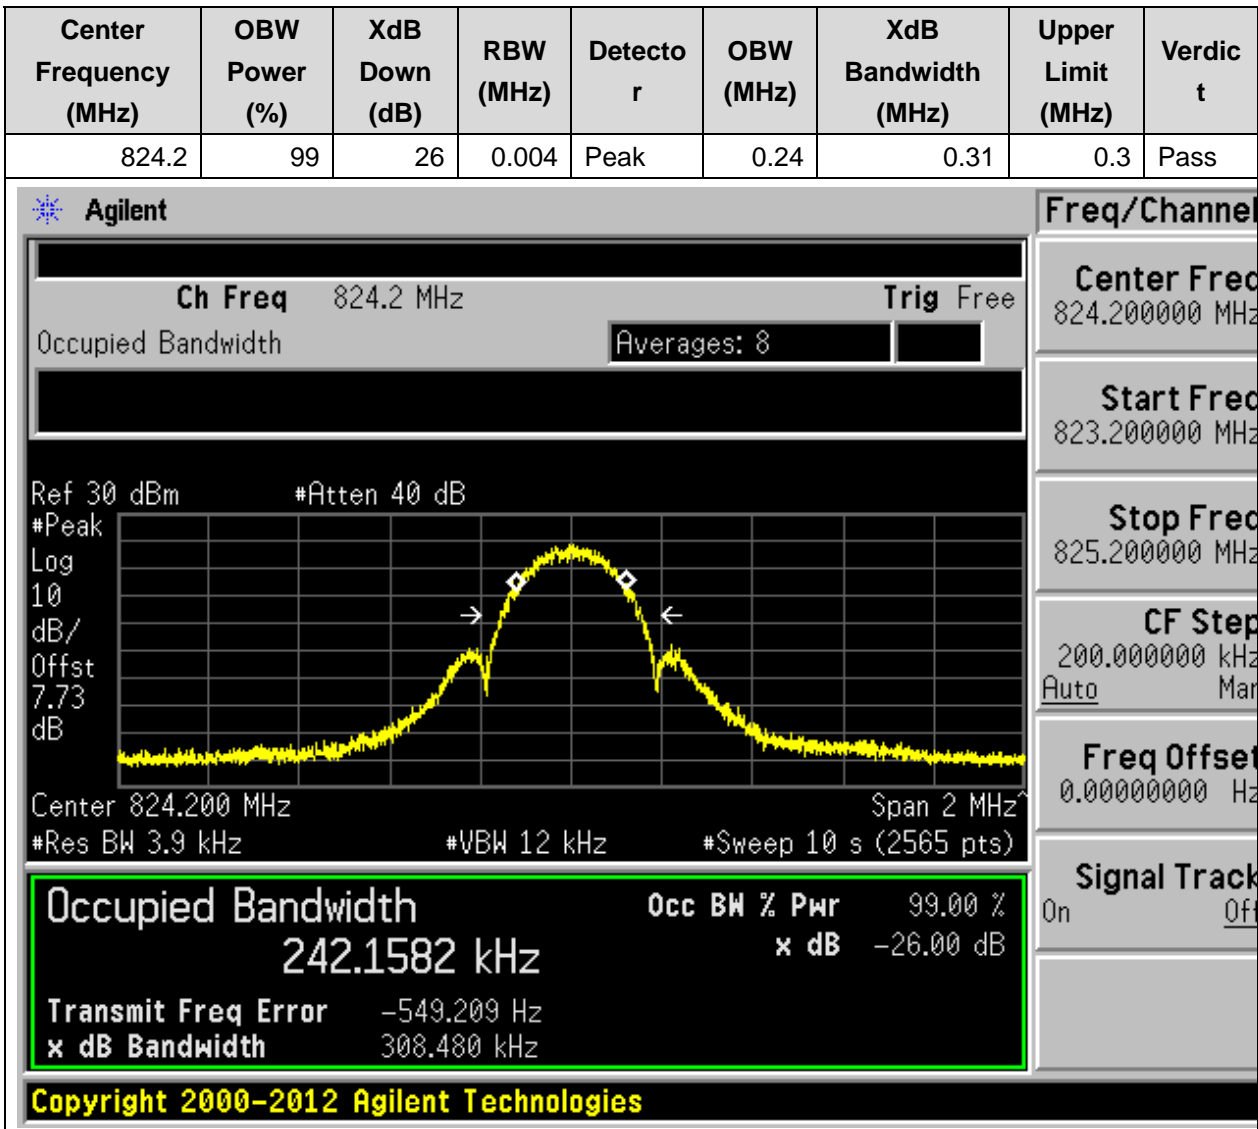 Center Frequency (MHz) OBW Power (%) XdB Down (dB) RBW (MHz) Detecto r OBW (MHz) XdB Bandwidth (MHz) Upper Limit (MHz) Verdic t
824.2 99 26 0.004 Peak 0.24 0.31 0.3 Pass
Agilent
Freq/Channel
Ch Freq 824.2 MHz Trig Free
Occupied Bandwidth Averages: 8
Center Freq
824.200000 MHz
Start Freq
823.200000 MHz
Stop Freq
825.200000 MHz
CF Step
200.000000 kHz
Auto Man
Freq Offset
0.00000000 Hz
Signal Track
On Off
Ref 30 dBm #Atten 40 dB
#Peak
Log
10
dB/
Offst
7.73
dB
Center 824.200 MHz Span 2 MHz^
#Res BW 3.9 kHz #VBW 12 kHz #Sweep 10 s (2565 pts)
Occupied Bandwidth Occ BW % Pwr 99.00 %
242.1582 kHz x dB -26.00 dB
Transmit Freq Error -549.209 Hz
x dB Bandwidth 308.480 kHz
Copyright 2000-2012 Agilent Technologies